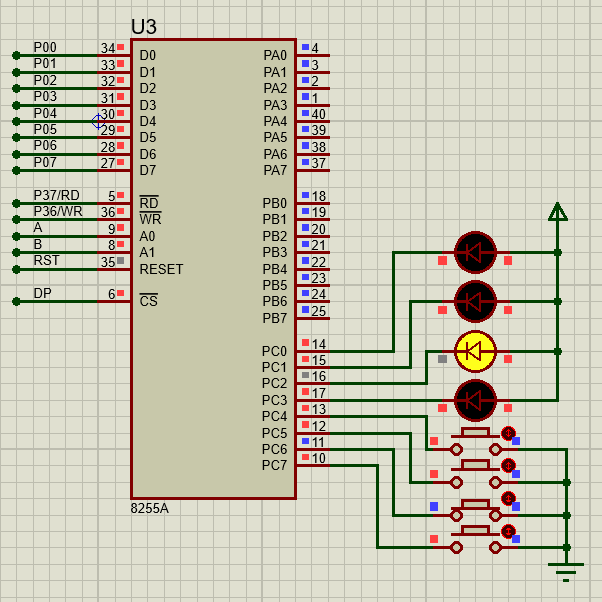 U3
P00 34 D0 PA0 4
P01 33 D1 PA1 3
P02 32 D2 PA2 2
P03 31 D3 PA3 1
P04 30 D4 PA4 40
P05 29 D5 PA5 39
P06 28 D6 PA6 38
P07 27 D7 PA7 37
P37/RD 5 RD PB0 18
P36/WR 36 WR PB1 19
A 9 A0 PB2 20
B 8 A1 PB3 21
RST 35 RESET PB4 22
PB5 23
DP 6 CS PB6 24
PB7 25
PC0 14
PC1 15
PC2 16
PC3 17
PC4 13
PC5 12
PC6 11
PC7 10
8255A